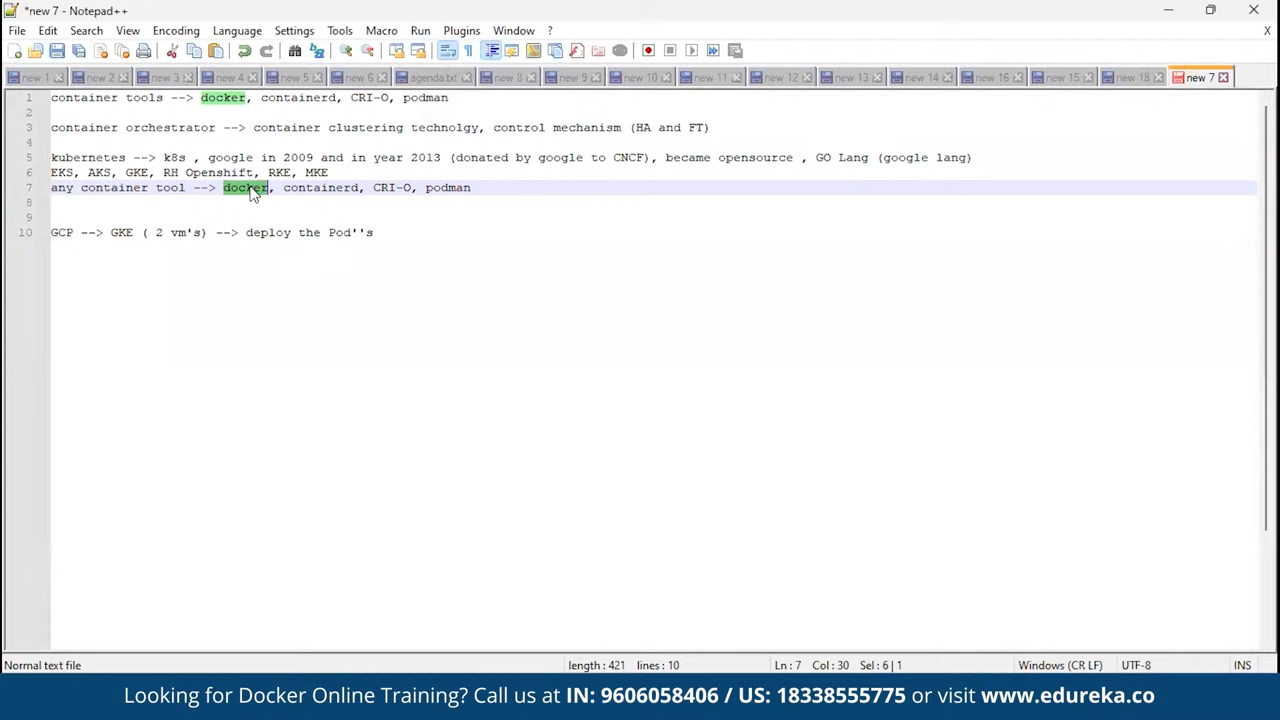 *new 7 - Notepad++
File Edit Search View Encoding Language Settings Tools Macro Run Plugins Window ? X
new 1 new 2 new 3 new 4 new 5 new 6 agenda.txt new 8 new 9 new 10 new 11 new 12 new 13 new 14 new 16 new 15 new 18 new 7
1 container tools --> docker, containerd, CRI-O, podman
2
3 container orchestrator --> container clustering technolgy, control mechanism (HA and FT)
4
5 kubernetes --> k8s , google in 2009 and in year 2013 (donated by google to CNCF), became opensource , GO Lang (google lang)
6 EKS, AKS, GKE, RH Openshift, RKE, MKE
7 any container tool --> docker, containerd, CRI-O, podman
8
9
10 GCP --> GKE ( 2 vm's) --> deploy the Pod''s
Normal text file length : 421 lines : 10 Ln : 7 Col : 30 Sel : 6 | 1 Windows (CR LF) UTF-8 INS
Looking for Docker Online Training? Call us at IN: 9606058406 / US: 18338555775 or visit www.edureka.co